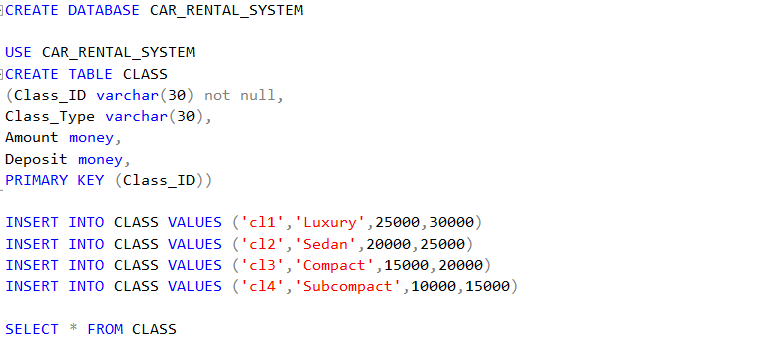 CREATE DATABASE CAR_RENTAL_SYSTEM
USE CAR_RENTAL_SYSTEM
CREATE TABLE CLASS
(Class_ID varchar(30) not null,
Class_Type varchar(30),
Amount money,
Deposit money,
PRIMARY KEY (Class_ID))
INSERT INTO CLASS VALUES ('cl1','Luxury',25000,30000)
INSERT INTO CLASS VALUES ('cl2','Sedan',20000,25000)
INSERT INTO CLASS VALUES ('cl3','Compact',15000,20000)
INSERT INTO CLASS VALUES ('cl4','Subcompact',10000,15000)
SELECT * FROM CLASS